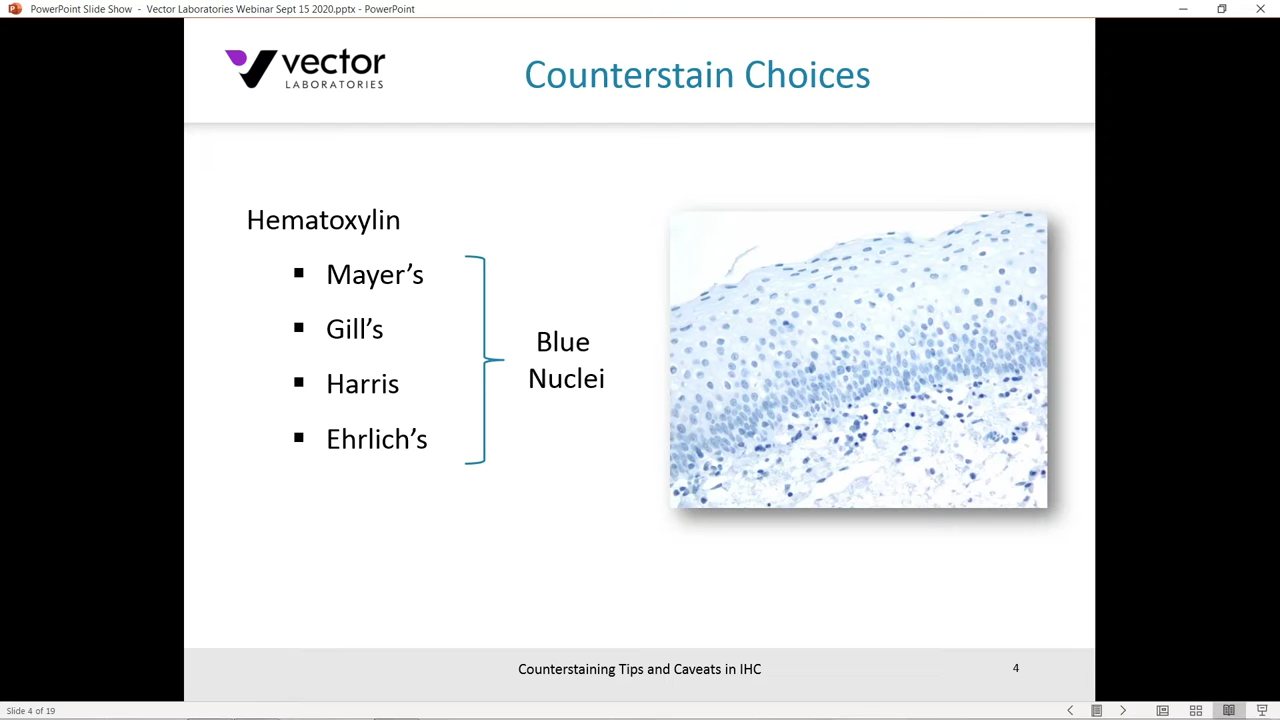 PowerPoint Slide Show - Vector Laboratories Webinar Sept 15 2020.pptx - PowerPoint
vector
LABORATORIES
Counterstain Choices
Hematoxylin
▪ Mayer’s
▪ Gill’s
▪ Harris
▪ Ehrlich’s
Blue
Nuclei
Counterstaining Tips and Caveats in IHC
4
Slide 4 of 19